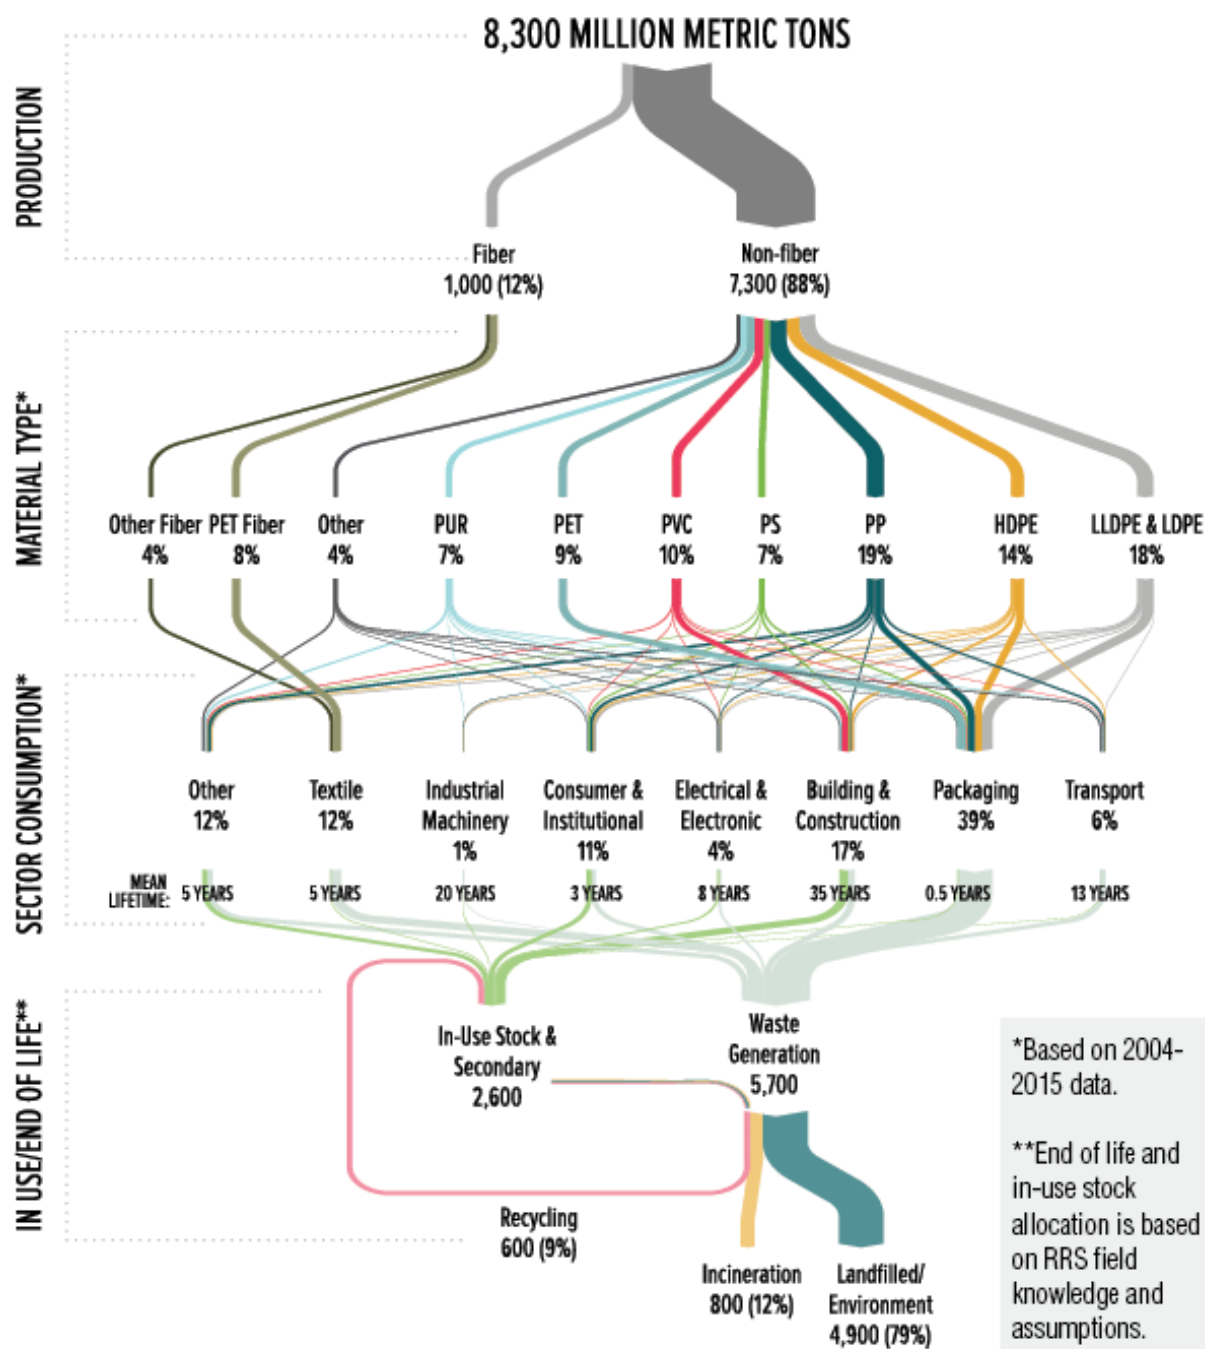 8,300 MILLION METRIC TONS
PRODUCTION
Fiber
1,000 (12%)
Non-fiber
7,300 (88%)
MATERIAL TYPE*
Other Fiber
4%
PET Fiber
8%
Other
4%
PUR
7%
PET
9%
PVC
10%
PS
7%
PP
19%
HDPE
14%
LLDPE & LDPE
18%
SECTOR CONSUMPTION*
Other
12%
Textile
12%
Industrial
Machinery
1%
Consumer &
Institutional
11%
Electrical &
Electronic
4%
Building &
Construction
17%
Packaging
39%
Transport
6%
MEAN
LIFETIME:
5 YEARS
5 YEARS
20 YEARS
3 YEARS
8 YEARS
35 YEARS
0.5 YEARS
13 YEARS
IN USE/END OF LIFE**
In-Use Stock &
Secondary
2,600
Waste
Generation
5,700
Recycling
600 (9%)
Incineration
800 (12%)
Landfilled/
Environment
4,900 (79%)
*Based on 2004-
2015 data.
**End of life and
in-use stock
allocation is based
on RRS field
knowledge and
assumptions.